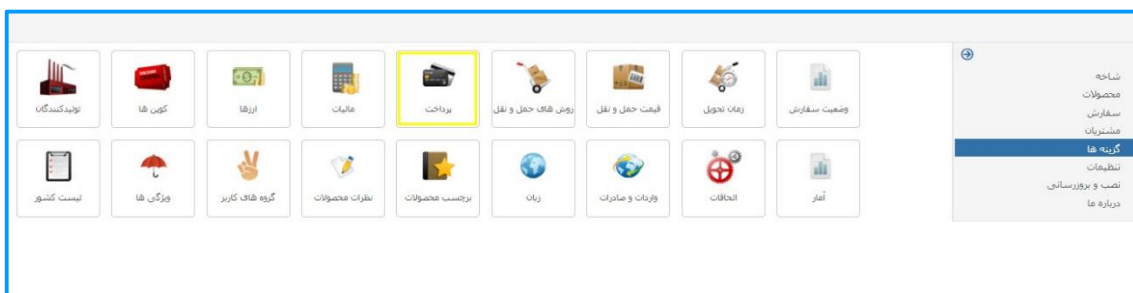 شاخه
محصولات
سفارش
مشتریان
گزینه ها
تنظیمات
نصب و بروزرسانی
درباره ما
وضعیت سفارش
زمان تحویل
قیمت حمل و نقل
روش های حمل و نقل
پرداخت
مالیات
ارزها
کوپن ها
تولیدکنندگان
آمار
الحاقات
واردات و صادرات
زبان
برچسب محصولات
نظرات محصولات
گروه های کاربر
ویژگی ها
لیست کشور